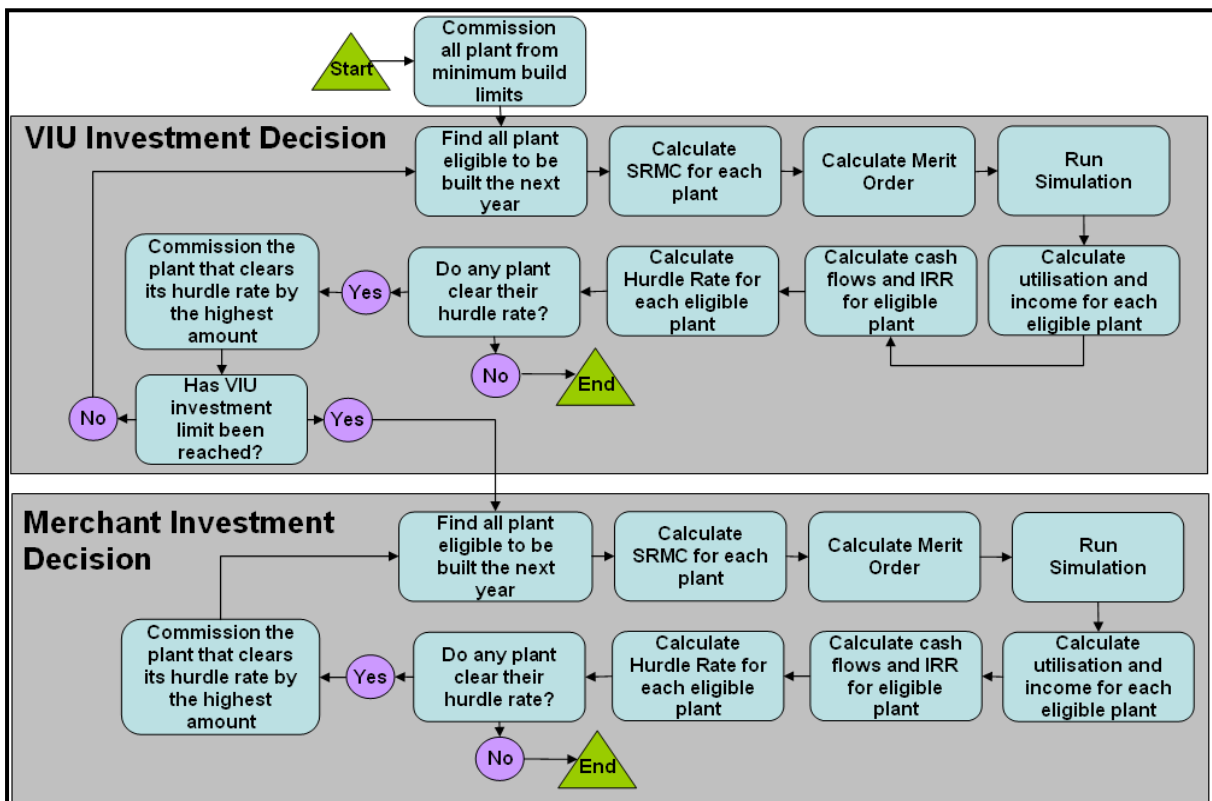 Start
Commission
all plant from
minimum build
limits
VIU Investment Decision
Find all plant
eligible to be
built the next
year
Calculate
SRMC for each
plant
Calculate Merit
Order
Run
Simulation
Calculate
utilisation and
income for each
eligible plant
Calculate cash
flows and IRR
for eligible
plant
Calculate
Hurdle Rate for
each eligible
plant
Do any plant
clear their
hurdle rate?
Yes
Commission the
plant that clears
its hurdle rate by
the highest
amount
No
End
Has VIU
investment
limit been
reached?
No
Yes
Merchant Investment
Decision
Find all plant
eligible to be
built the next
year
Calculate
SRMC for each
plant
Calculate Merit
Order
Run
Simulation
Calculate
utilisation and
income for each
eligible plant
Calculate cash
flows and IRR
for eligible
plant
Calculate
Hurdle Rate for
each eligible
plant
Do any plant
clear their
hurdle rate?
Yes
Commission the
plant that clears
its hurdle rate by
the highest
amount
No
End